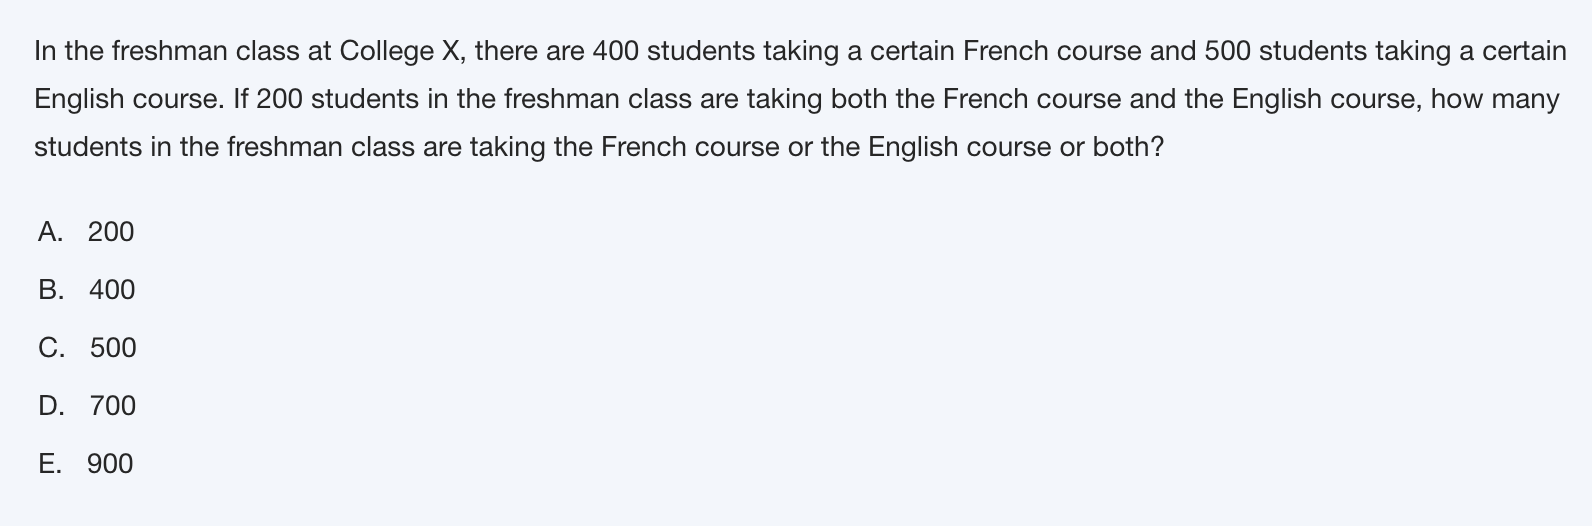 In the freshman class at College X, there are 400 students taking a certain French course and 500 students taking a certain
English course. If 200 students in the freshman class are taking both the French course and the English course, how many
students in the freshman class are taking the French course or the English course or both?
A. 200
B. 400
C. 500
D. 700
E. 900